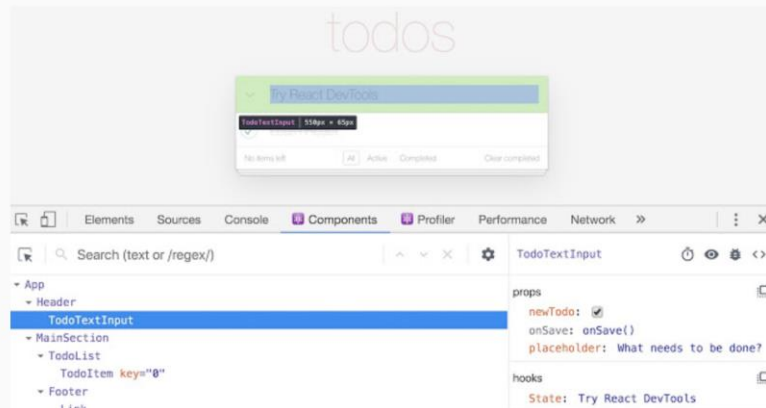 todos
Try React DevTools
TodoTextInput | 550px × 65px
No items left All Active Completed Clear completed
Elements Sources Console Components Profiler Performance Network »
Search (text or /regex/)
TodoTextInput
App
Header
TodoTextInput
MainSection
TodoList
TodoItem key="0"
Footer
props
newTodo:
onSave: onSave()
placeholder: What needs to be done?
hooks
State: Try React DevTools